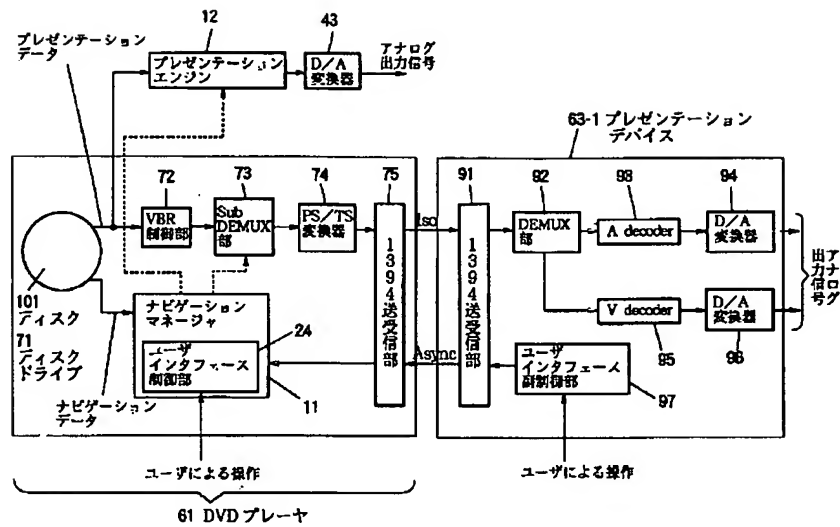 プレゼンテーション
データ
12
プレゼンテーション
エンジン
43
D/A
変換器
アナログ
出力信号
63-1 プレゼンテーション
デバイス
72
VBR
制御部
73
Sub
DEMUX
部
74
PS/TS
変換器
75
1394送受信部
Iso
Async
91
1394送受信部
92
DEMUX
部
93
A decoder
94
D/A
変換器
V decoder
95
D/A
変換器
96
アナログ
出力信号
101
ディスク
71
ディスク
ドライブ
ナビゲーション
データ
ナビゲーション
マネージャ
ユーザ
インタフェース
制御部
24
11
ユーザ
インタフェース
97
ユーザによる操作
ユーザによる操作
61 DVDプレーヤ